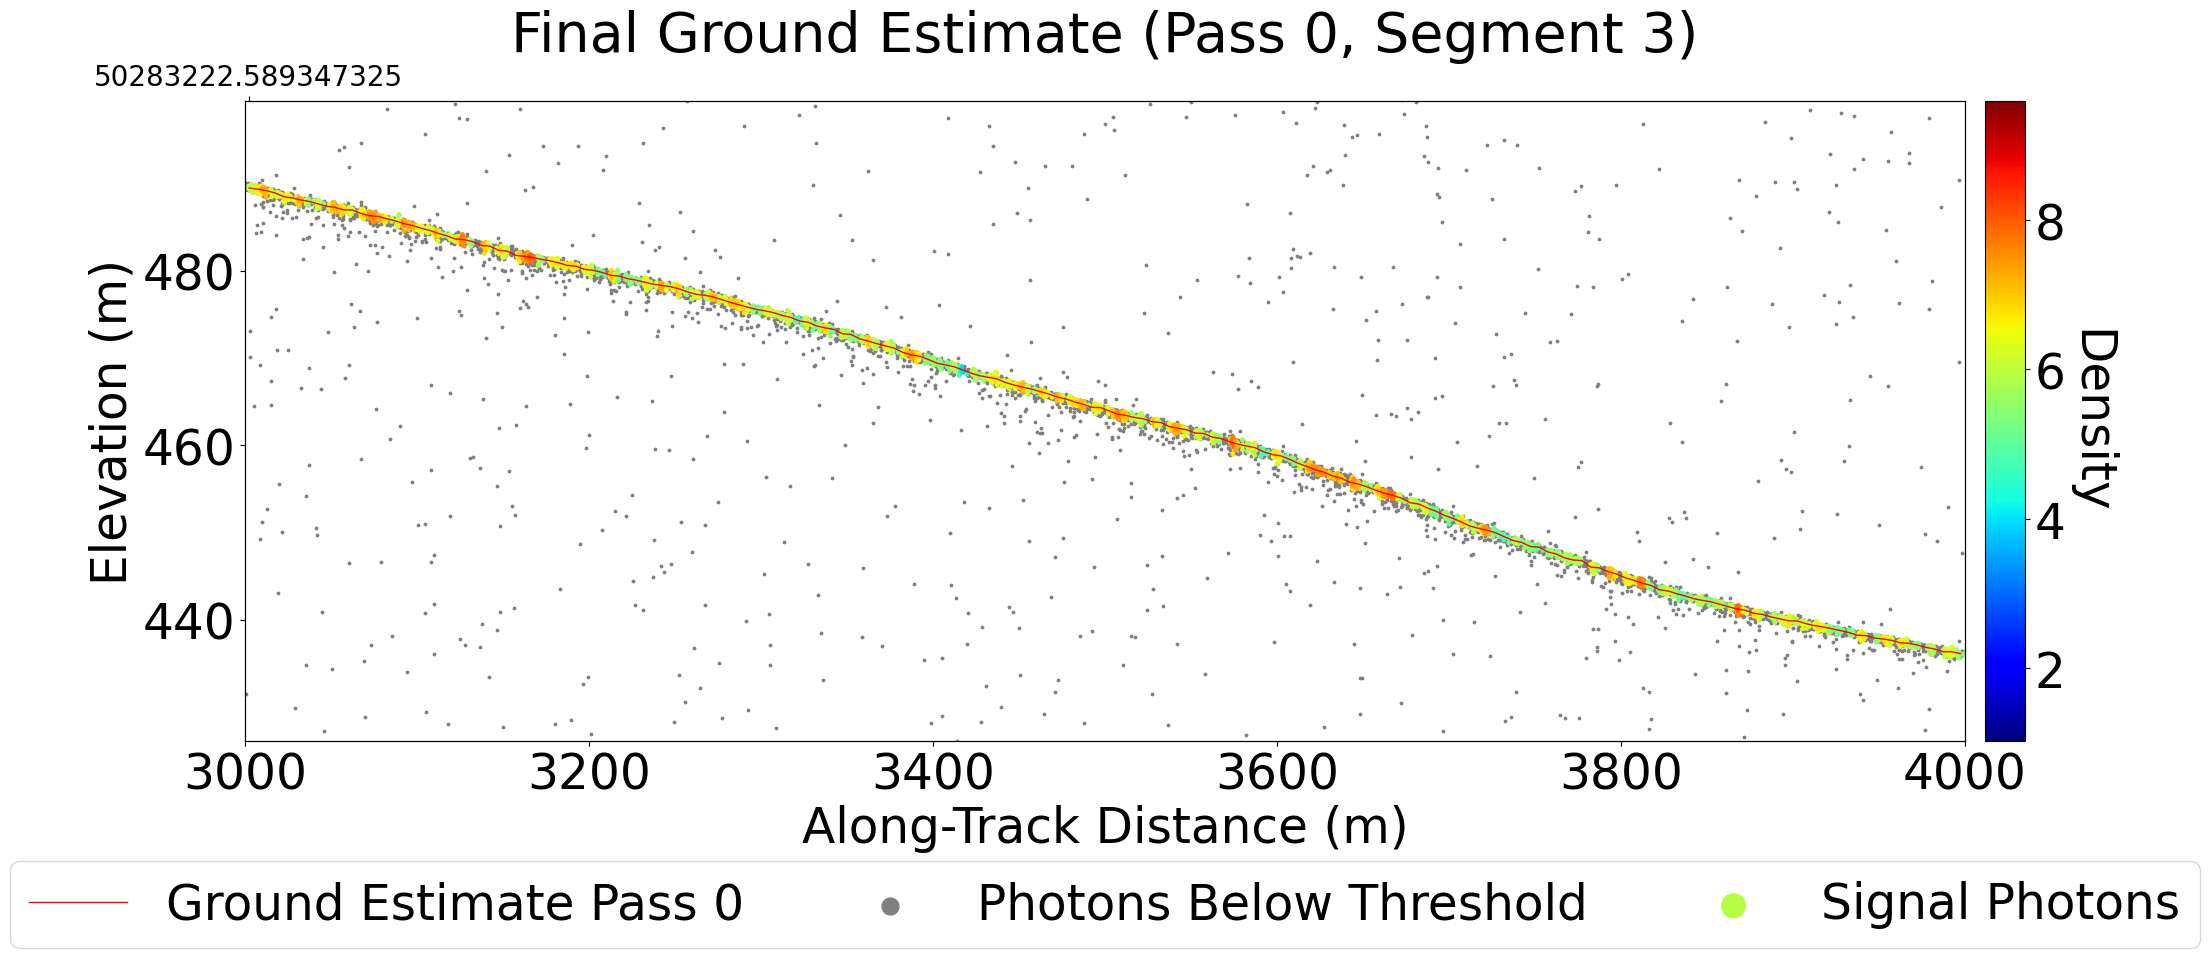 Final Ground Estimate (Pass 0, Segment 3)
50283222.589347325
480
460
440
Elevation (m)
3000 3200 3400 3600 3800 4000
Along-Track Distance (m)
8
6
4
2
Density
Ground Estimate Pass 0 Photons Below Threshold Signal Photons